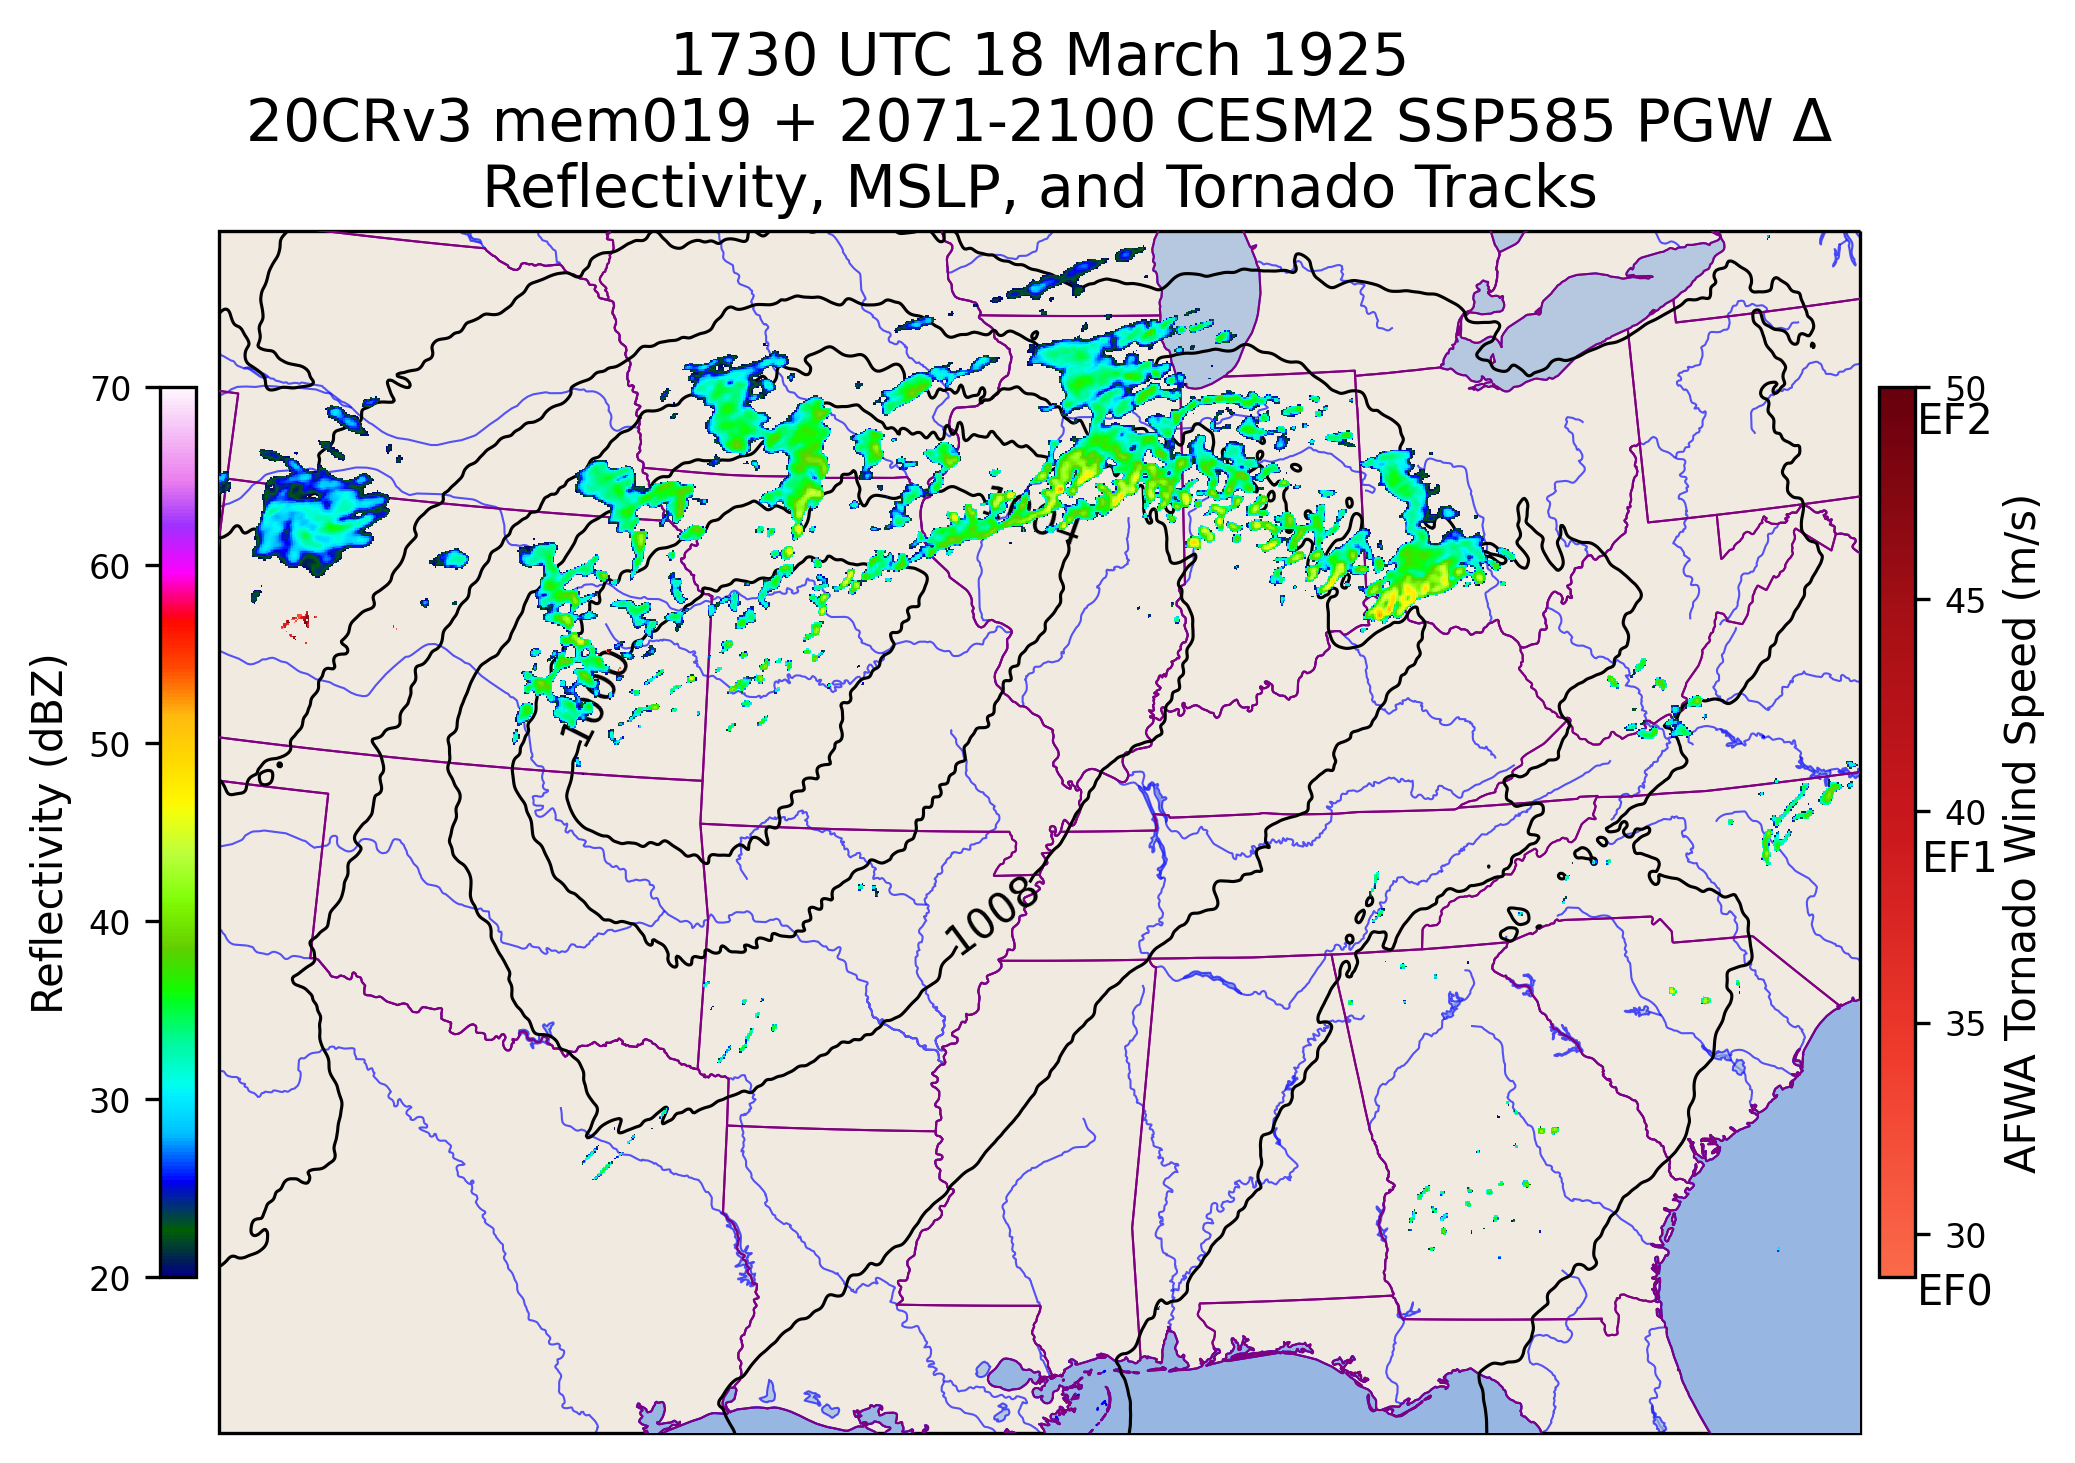 1730 UTC 18 March 1925
20CRv3 mem019 + 2071-2100 CESM2 SSP585 PGW Δ
Reflectivity, MSLP, and Tornado Tracks
70
60
50
40
30
20
Reflectivity (dBZ)
1000
1008
50
EF2
45
40
EF1
35
30
EF0
AFWA Tornado Wind Speed (m/s)